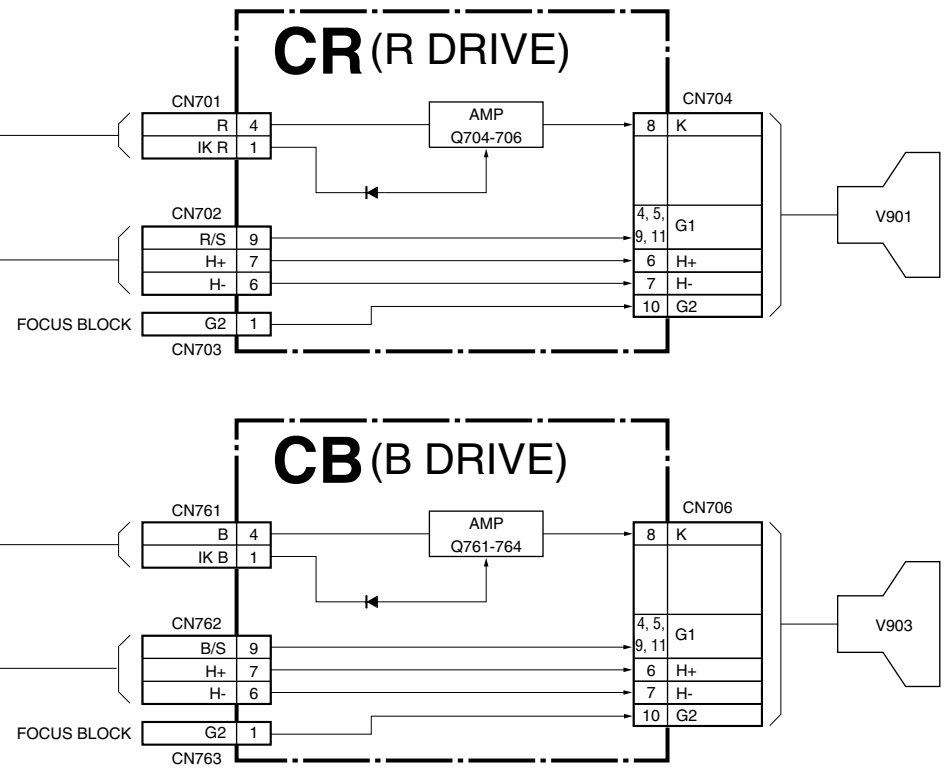 CR (R DRIVE)
CN701
R 4
IK R 1
AMP
Q704-706
CN704
8 K
4, 5,
9, 11 G1
6 H+
7 H-
10 G2
V901
CN702
R/S 9
H+ 7
H- 6
FOCUS BLOCK G2 1
CN703
CB (B DRIVE)
CN761
B 4
IK B 1
AMP
Q761-764
CN706
8 K
4, 5,
9, 11 G1
6 H+
7 H-
10 G2
V903
CN762
B/S 9
H+ 7
H- 6
FOCUS BLOCK G2 1
CN763